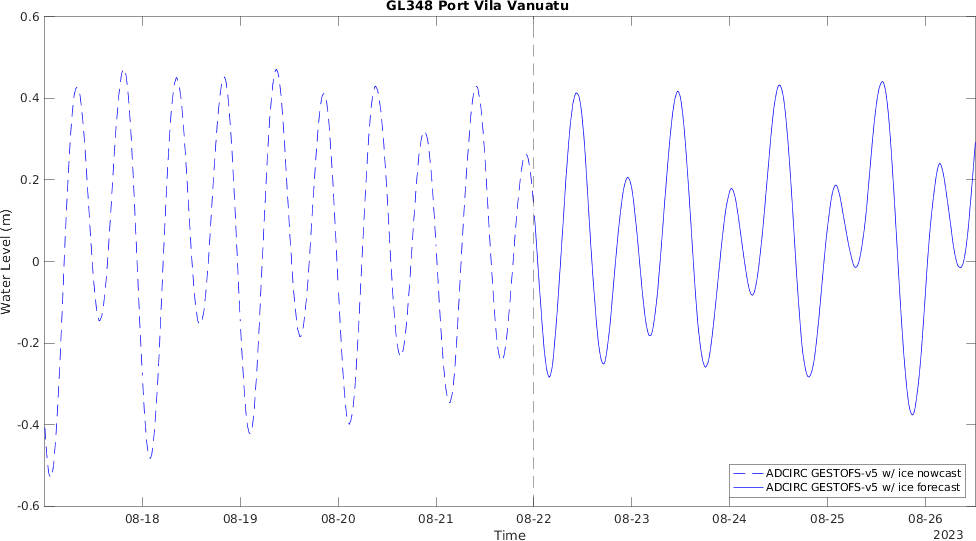 GL348 Port Vila Vanuatu
0.6
0.4
0.2
0
-0.2
-0.4
-0.6
Water Level (m)
ADCIRC GESTOFS-v5 w/ ice nowcast
ADCIRC GESTOFS-v5 w/ ice forecast
08-18 08-19 08-20 08-21 08-22 08-23 08-24 08-25 08-26
Time
2023